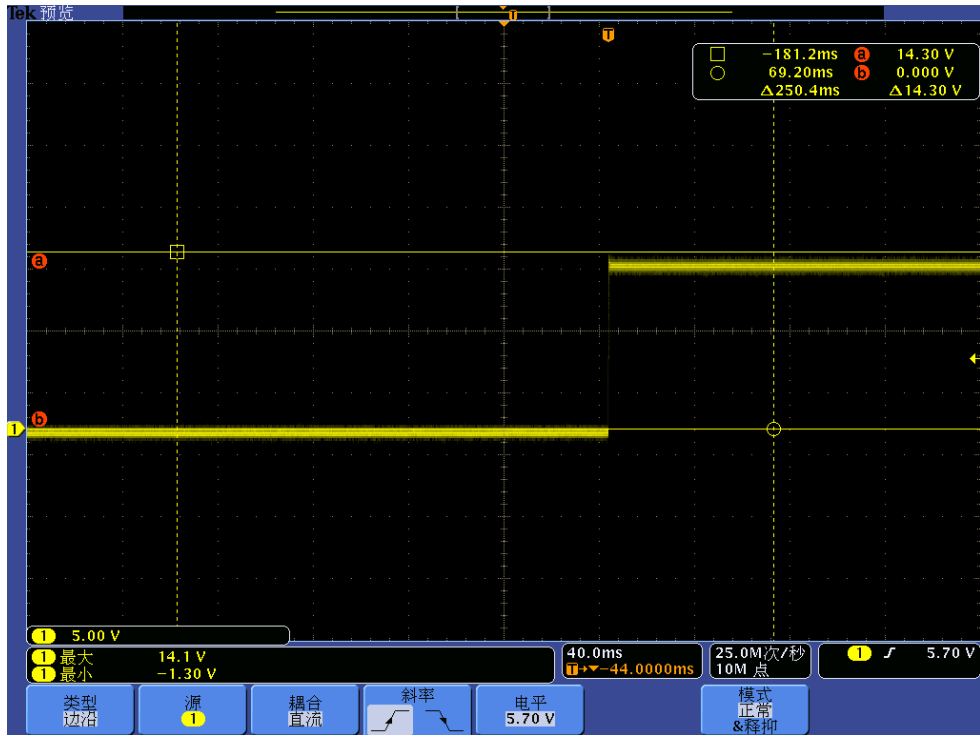 Tek 预览
T
T
□ −181.2ms a 14.30 V
○ 69.20ms b 0.000 V
Δ250.4ms Δ14.30 V
a
b
1
1 5.00 V
1 最大 14.1 V
1 最小 −1.30 V
40.0ms
T→▼−44.0000ms
25.0M次/秒
10M 点
1 5.70 V
类型
边沿
源
1
耦合
直流
斜率
电平
5.70 V
模式
正常
&释抑